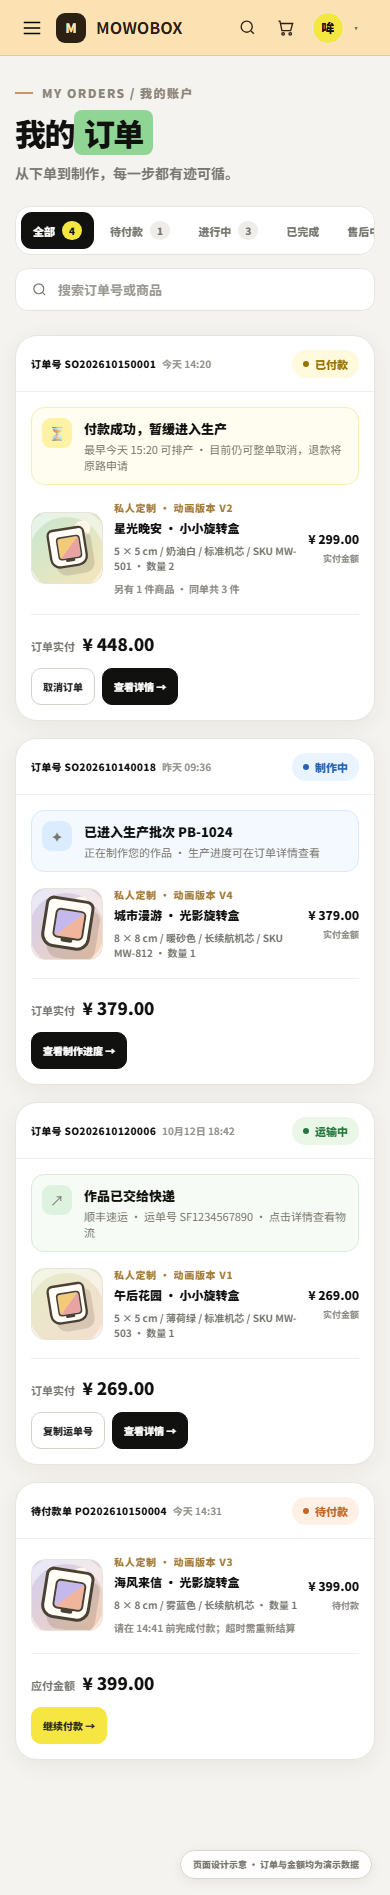 M MOWOBOX 哞
MY ORDERS / 我的账户
我的 订单
从下单到制作，每一步都有迹可循。
全部 4 待付款 1 进行中 3 已完成 售后中
搜索订单号或商品
订单号 SO202610150001 今天 14:20 已付款
付款成功，暂缓进入生产
最早今天 15:20 可排产 · 目前仍可整单取消，退款将
原路申请
私人定制 · 动画版本 V2
星光晚安 · 小小旋转盒
¥ 299.00
5 × 5 cm / 奶油白 / 标准机芯 / SKU MW-
501 · 数量 2
实付金额
另有 1 件商品 · 同单共 3 件
订单实付 ¥ 448.00
取消订单 查看详情 →
订单号 SO202610140018 昨天 09:36 制作中
已进入生产批次 PB-1024
正在制作您的作品 · 生产进度可在订单详情查看
私人定制 · 动画版本 V4
城市漫游 · 光影旋转盒 ¥ 379.00
8 × 8 cm / 暖砂色 / 长续航机芯 / SKU
MW-812 · 数量 1
实付金额
订单实付 ¥ 379.00
查看制作进度 →
订单号 SO202610120006 10月12日 18:42 运输中
作品已交给快递
顺丰速运 · 运单号 SF1234567890 · 点击详情查看物
流
私人定制 · 动画版本 V1
午后花园 · 小小旋转盒 ¥ 269.00
5 × 5 cm / 薄荷绿 / 标准机芯 / SKU MW-
503 · 数量 1
实付金额
订单实付 ¥ 269.00
复制运单号 查看详情 →
待付款单 PO202610150004 今天 14:31 待付款
私人定制 · 动画版本 V3
海风来信 · 光影旋转盒 ¥ 399.00
8 × 8 cm / 雾蓝色 / 长续航机芯 · 数量 1 待付款
请在 14:41 前完成付款；超时需重新结算
应付金额 ¥ 399.00
继续付款 →
页面设计示意 · 订单与金额均为演示数据